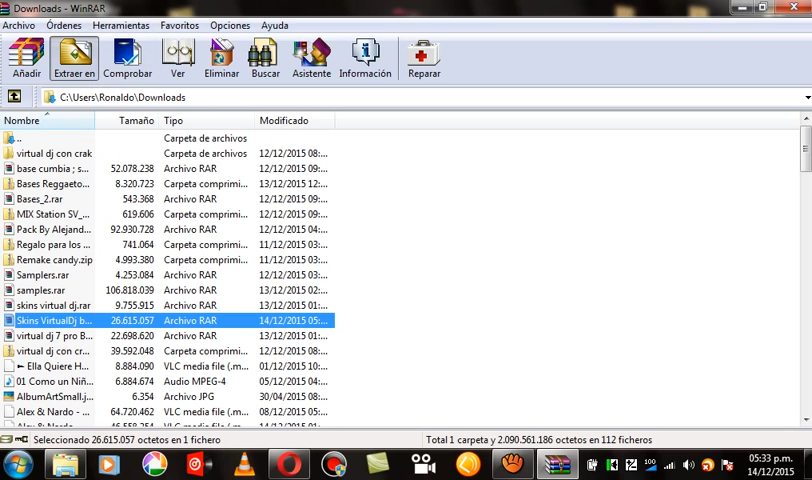 Downloads - WinRAR
Archivo Órdenes Herramientas Favoritos Opciones Ayuda
Añadir Extraer en Comprobar Ver Eliminar Buscar Asistente Información Reparar
C:\Users\Ronaldo\Downloads
Nombre Tamaño Tipo Modificado
.. Carpeta de archivos
virtual dj con crak Carpeta de archivos 12/12/2015 08:...
base cumbia ; s... 52.078.238 Archivo RAR 12/12/2015 09:...
Bases Reggaeto... 8.320.723 Carpeta comprimi... 13/12/2015 12:...
Bases_2.rar 543.368 Archivo RAR 12/12/2015 09:...
MIX Station SV_... 619.606 Carpeta comprimi... 12/12/2015 09:...
Pack By Alejand... 92.930.728 Archivo RAR 12/12/2015 04:...
Regalo para los ... 741.064 Carpeta comprimi... 11/12/2015 03:...
Remake candy.zip 4.993.380 Carpeta comprimi... 11/12/2015 03:...
Samplers.rar 4.253.084 Archivo RAR 12/12/2015 03:...
samples.rar 106.818.039 Archivo RAR 13/12/2015 12:...
skins virtual dj.rar 9.755.915 Archivo RAR 13/12/2015 01:...
Skins VirtualDj b... 26.615.057 Archivo RAR 14/12/2015 05:...
virtual dj 7 pro B... 22.698.620 Archivo RAR 13/12/2015 01:...
virtual dj con cr... 39.592.048 Carpeta comprimi... 12/12/2015 08:...
Ella Quiere H... 8.884.090 VLC media file (.m... 01/12/2015 10:...
01 Como un Niñ... 6.884.674 Audio MPEG-4 05/12/2015 04:...
AlbumArtSmall.j... 6.354 Archivo JPG 30/04/2015 08:...
Alex & Nardo - ... 64.720.462 VLC media file (.m... 08/12/2015 05:...
Seleccionado 26.615.057 octetos en 1 fichero Total 1 carpeta y 2.090.561.186 octetos en 112 ficheros
100 05:33 p.m.
14/12/2015